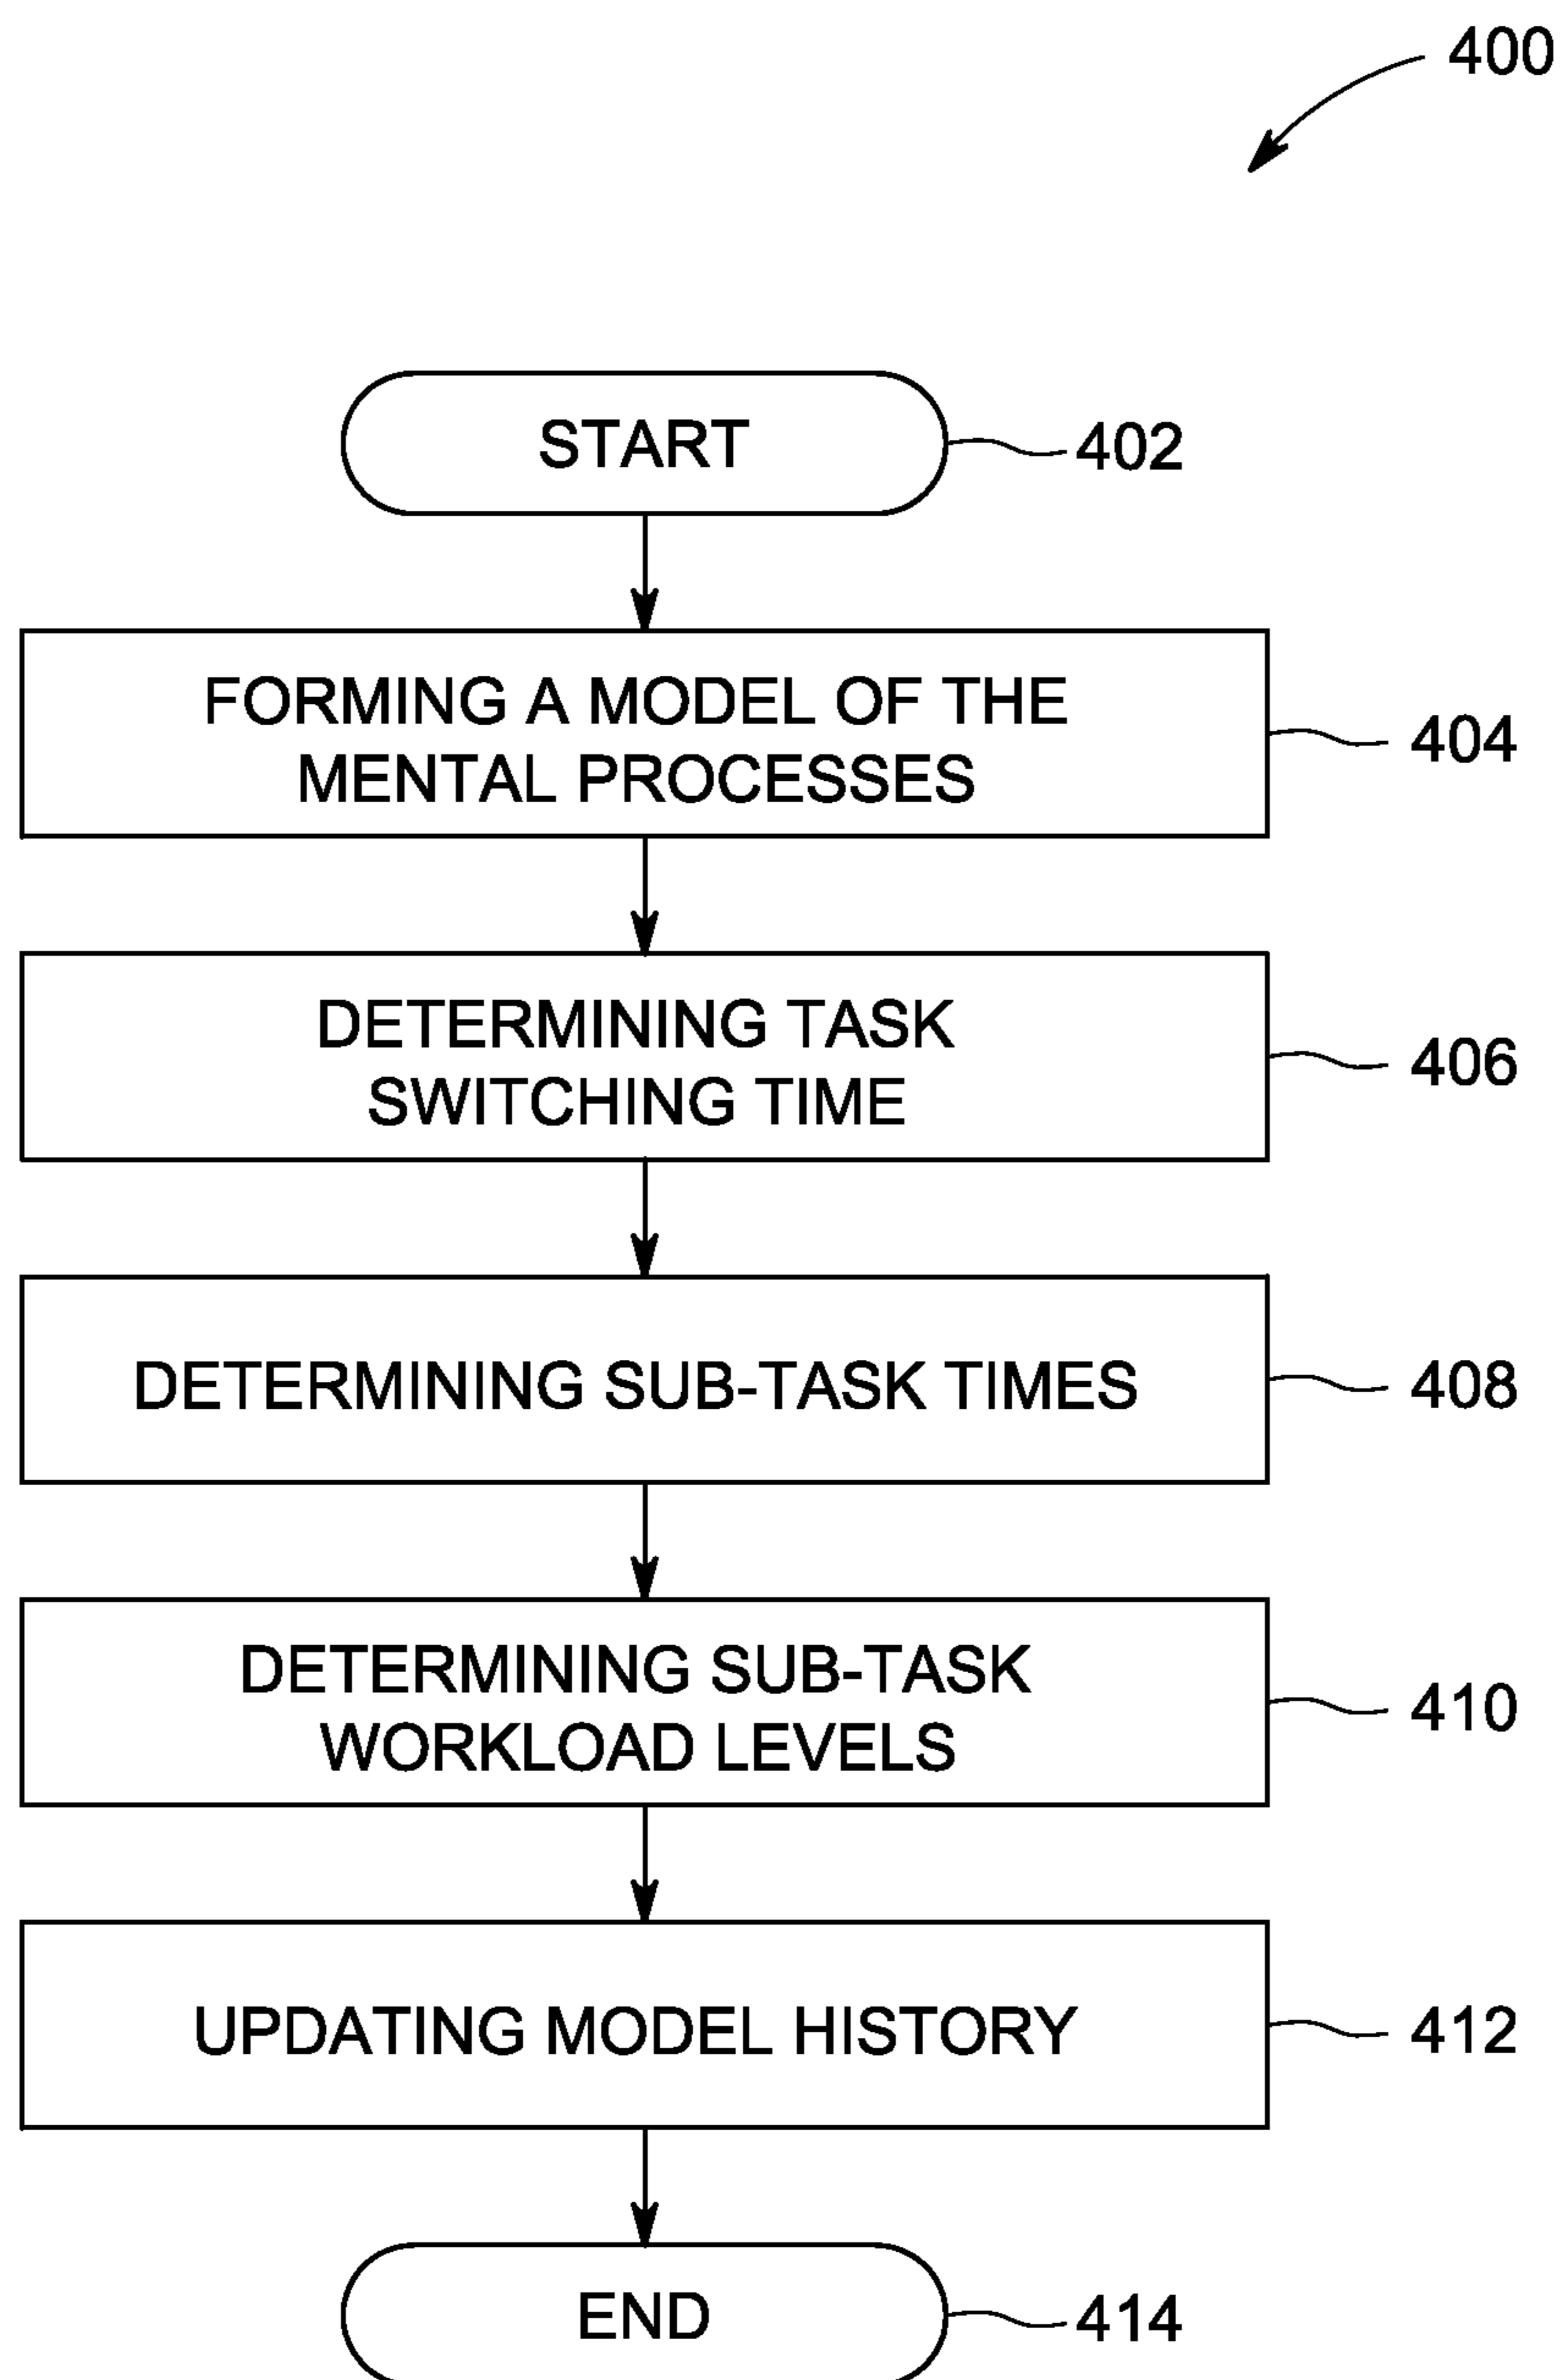 400
START
402
FORMING A MODEL OF THE
MENTAL PROCESSES
404
DETERMINING TASK
SWITCHING TIME
406
DETERMINING SUB-TASK TIMES
408
DETERMINING SUB-TASK
WORKLOAD LEVELS
410
UPDATING MODEL HISTORY
412
END
414